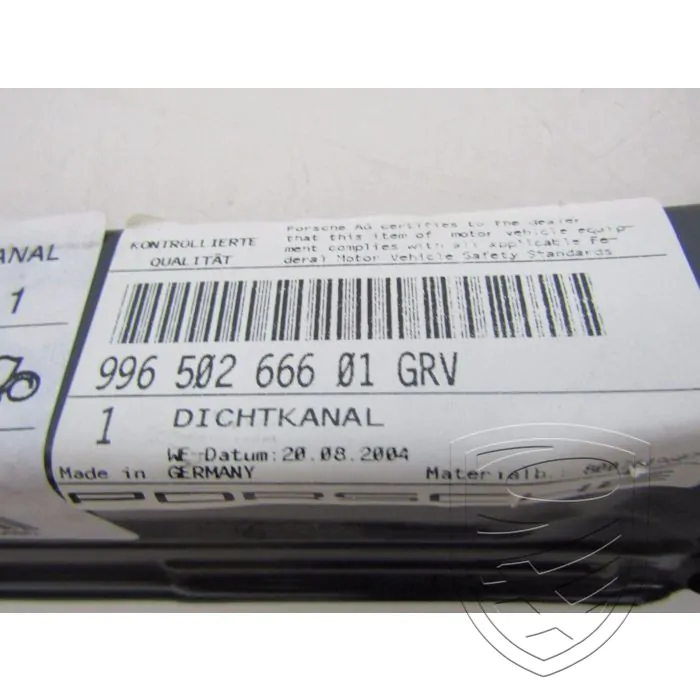 ANAL
1
KONTROLLIERTE
QUALITÄT
Porsche AG certifies to the dealer
that this item of motor vehicle equip-
ment complies with all applicable Fe-
deral Motor Vehicle Safety Standards
996 502 666 01 GRV
1 DICHTKANAL
WE-Datum:20.08.2004
Made in GERMANY Materialb.:
PORSC